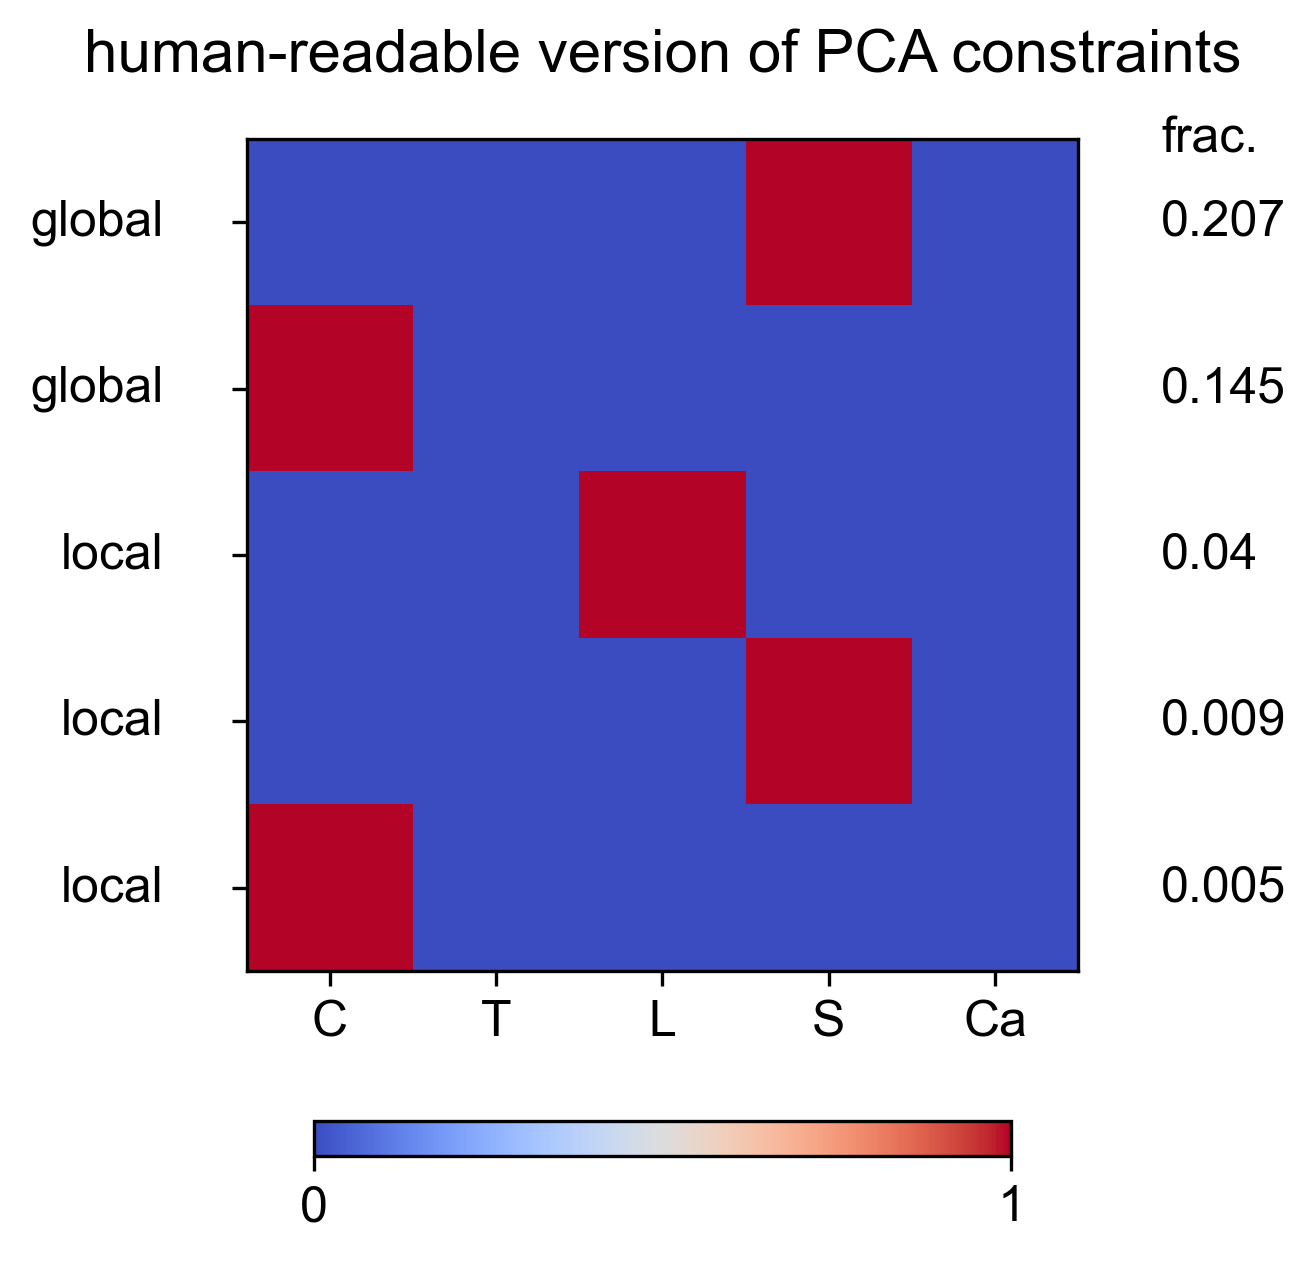 human-readable version of PCA constraints
frac.
global 0.207
global 0.145
local 0.04
local 0.009
local 0.005
C T L S Ca
0 1